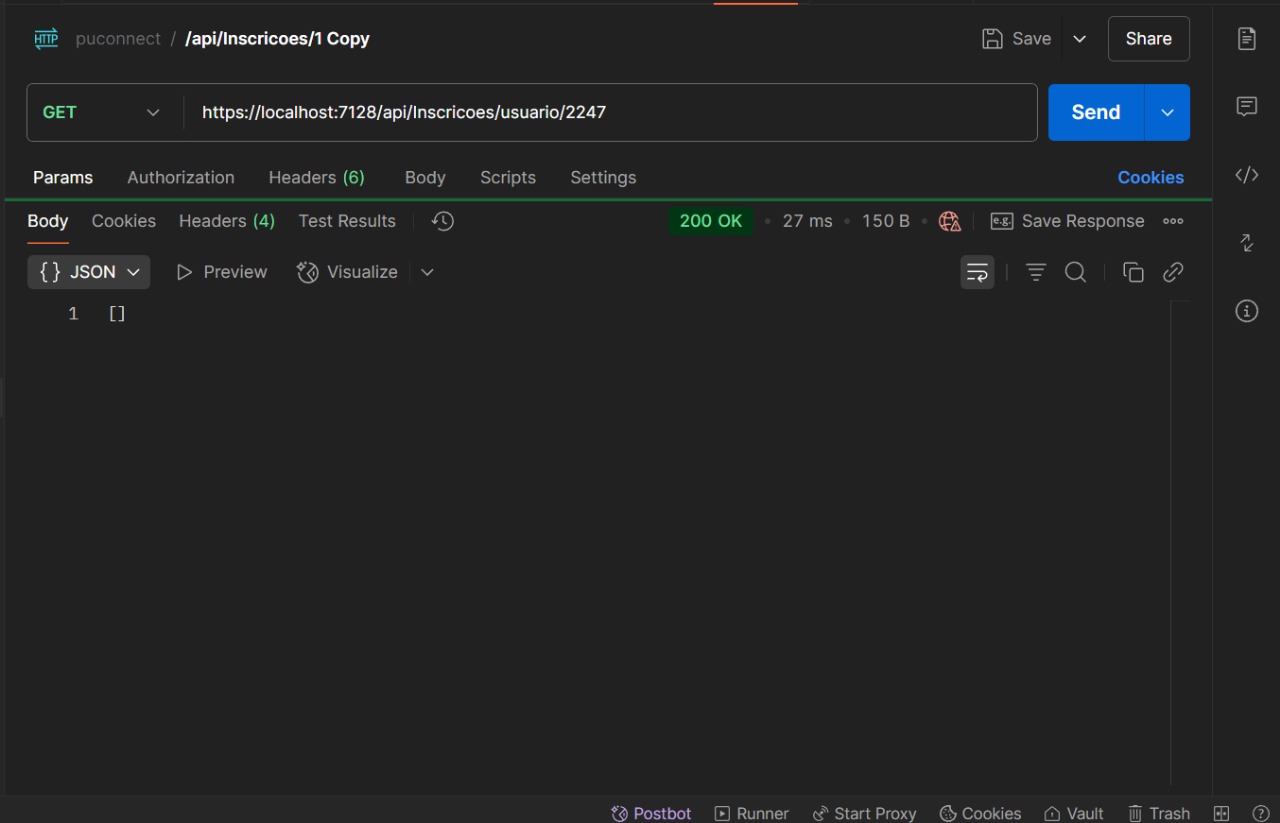 HTTP puconnect / /api/Inscricoes/1 Copy Save Share
GET https://localhost:7128/api/Inscricoes/usuario/2247 Send
Params Authorization Headers (6) Body Scripts Settings Cookies
Body Cookies Headers (4) Test Results 200 OK • 27 ms • 150 B • e.g. Save Response
{} JSON Preview Visualize
1 []
Postbot Runner Start Proxy Cookies Vault Trash